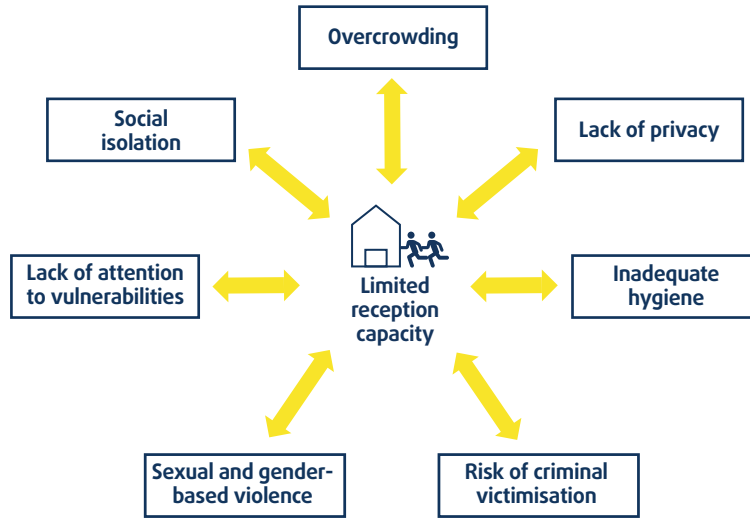 Overcrowding
Social
isolation
Lack of privacy
Lack of attention
to vulnerabilities
Limited
reception
capacity
Inadequate
hygiene
Sexual and gender-
based violence
Risk of criminal
victimisation